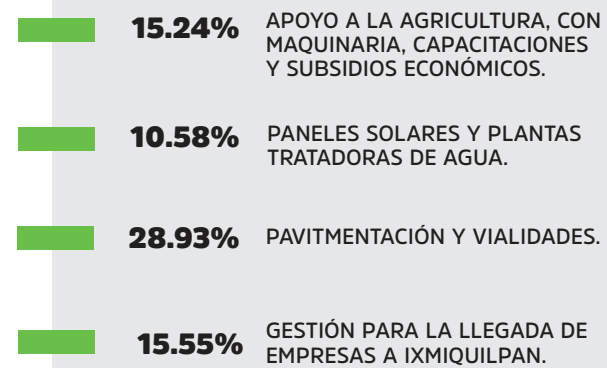 15.24% APOYO A LA AGRICULTURA, CON
MAQUINARIA, CAPACITACIONES
Y SUBSIDIOS ECONÓMICOS.
10.58% PANELES SOLARES Y PLANTAS
TRATADORAS DE AGUA.
28.93% PAVITMENTACIÓN Y VIALIDADES.
15.55% GESTIÓN PARA LA LLEGADA DE
EMPRESAS A IXMIQUILPAN.